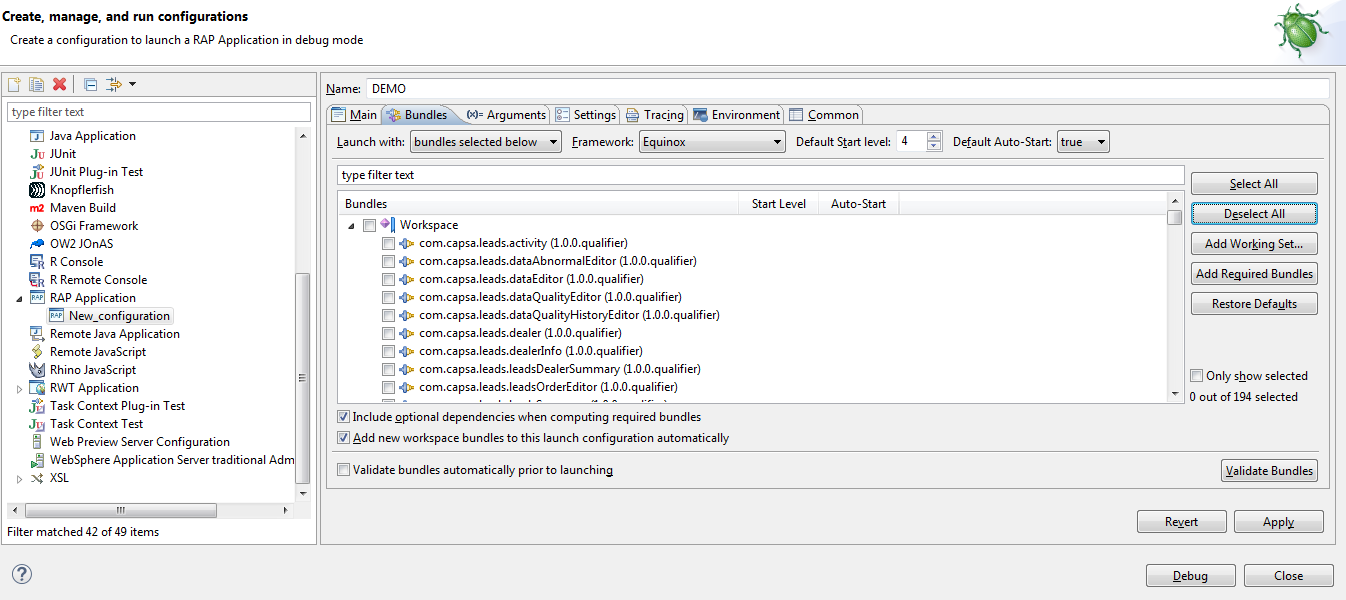 Create, manage, and run configurations
Create a configuration to launch a RAP Application in debug mode
type filter text
Java Application
JUnit
JUnit Plug-in Test
Knopflerfish
Maven Build
OSGi Framework
OW2 JOnAS
R Console
R Remote Console
RAP Application
New_configuration
Remote Java Application
Remote JavaScript
Rhino JavaScript
RWT Application
Task Context Plug-in Test
Task Context Test
Web Preview Server Configuration
WebSphere Application Server traditional Adm
XSL
Filter matched 42 of 49 items
Name: DEMO
Main Bundles Arguments Settings Tracing Environment Common
Launch with: bundles selected below Framework: Equinox Default Start level: 4 Default Auto-Start: true
type filter text
Bundles Start Level Auto-Start
Workspace
com.capsa.leads.activity (1.0.0.qualifier)
com.capsa.leads.dataAbnormalEditor (1.0.0.qualifier)
com.capsa.leads.dataEditor (1.0.0.qualifier)
com.capsa.leads.dataQualityEditor (1.0.0.qualifier)
com.capsa.leads.dataQualityHistoryEditor (1.0.0.qualifier)
com.capsa.leads.dealer (1.0.0.qualifier)
com.capsa.leads.dealerInfo (1.0.0.qualifier)
com.capsa.leads.leadsDealerSummary (1.0.0.qualifier)
com.capsa.leads.leadsOrderEditor (1.0.0.qualifier)
Select All
Deselect All
Add Working Set...
Add Required Bundles
Restore Defaults
Only show selected
0 out of 194 selected
Include optional dependencies when computing required bundles
Add new workspace bundles to this launch configuration automatically
Validate bundles automatically prior to launching
Validate Bundles
Revert Apply
Debug Close